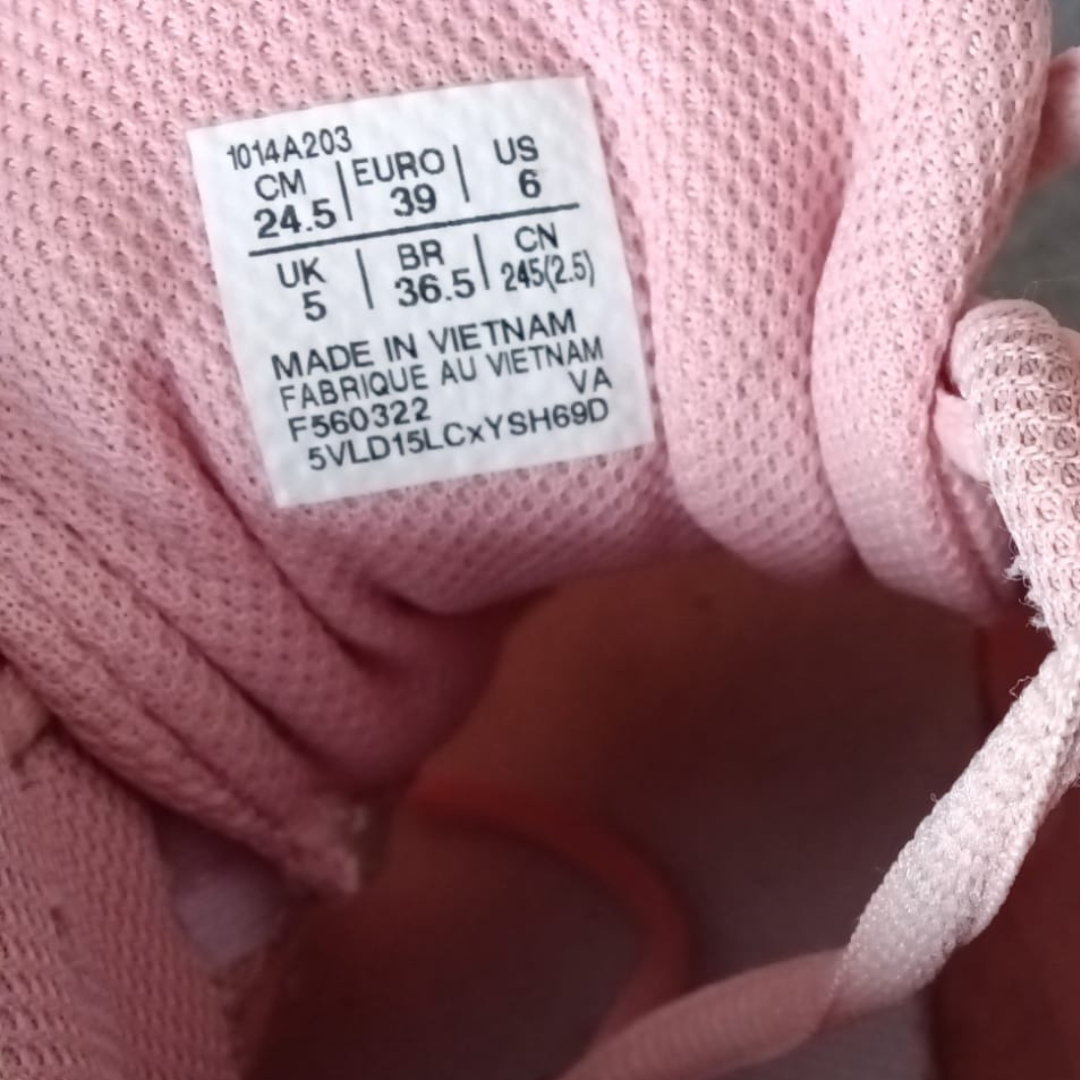 1014A203
CM | EURO | US
24.5 | 39 | 6
UK | BR | CN
5 | 36.5 | 245(2.5)
MADE IN VIETNAM
FABRIQUE AU VIETNAM
VA
F560322
5VLD15LCxYSH69D